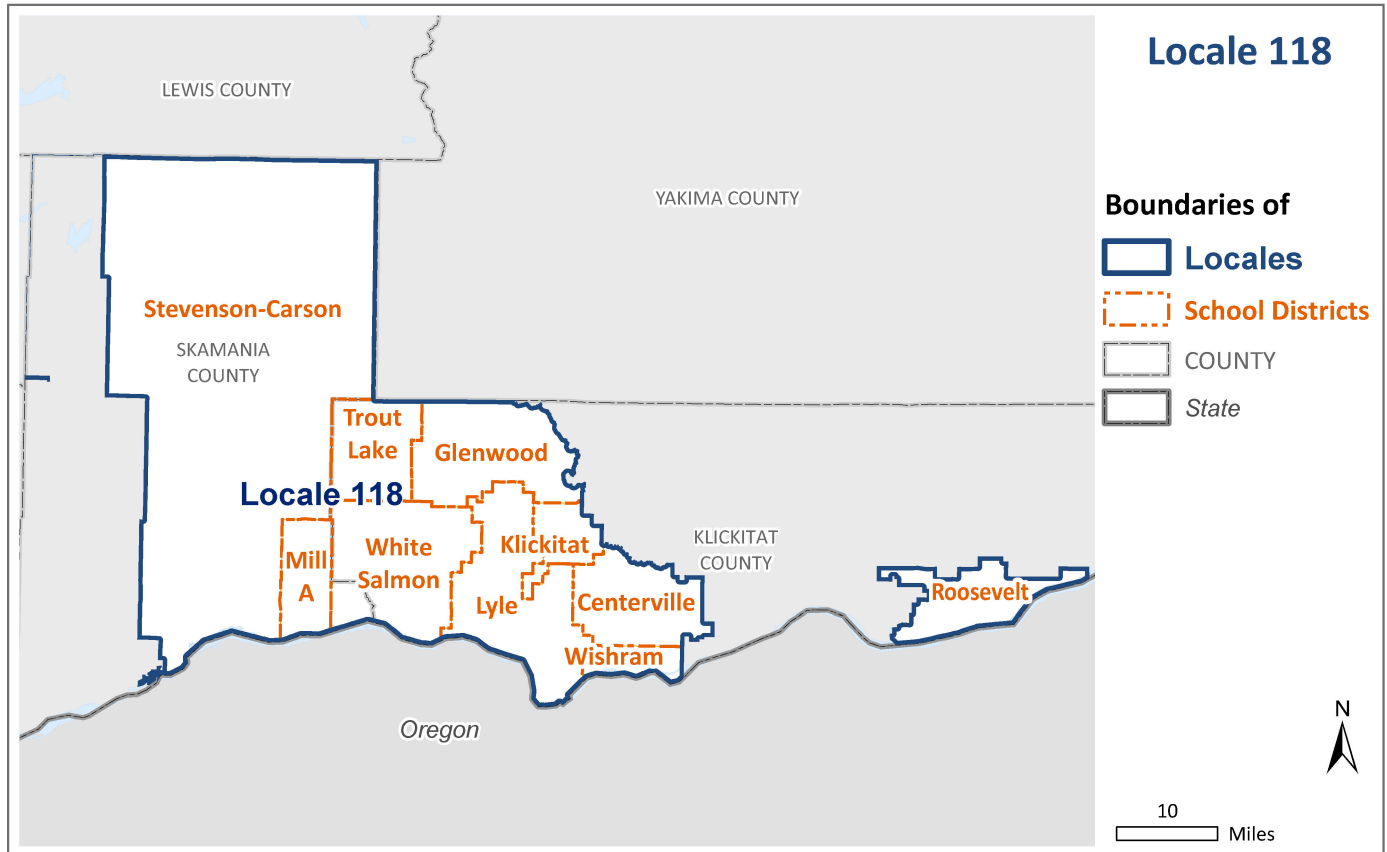 Locale 118
LEWIS COUNTY
YAKIMA COUNTY
Boundaries of
Locales
School Districts
COUNTY
State
Stevenson-Carson
SKAMANIA
COUNTY
Trout
Lake
Glenwood
Locale 118
Mill
A
White
Salmon
Klickitat
Lyle
Centerville
Wishram
KLICKITAT
COUNTY
Roosevelt
Oregon
N
10
Miles